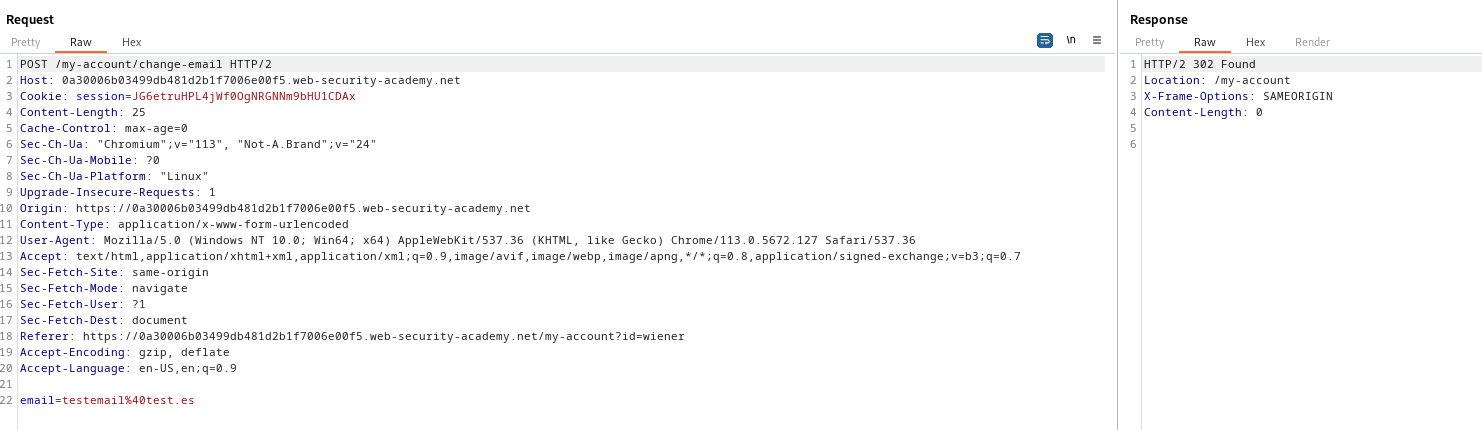 Request
Pretty Raw Hex
\n
1 POST /my-account/change-email HTTP/2
2 Host: 0a30006b03499db481d2b1f7006e00f5.web-security-academy.net
3 Cookie: session=JG6etruHPL4jWf0OgNRGNNm9bHU1CDAx
4 Content-Length: 25
5 Cache-Control: max-age=0
6 Sec-Ch-Ua: "Chromium";v="113", "Not-A.Brand";v="24"
7 Sec-Ch-Ua-Mobile: ?0
8 Sec-Ch-Ua-Platform: "Linux"
9 Upgrade-Insecure-Requests: 1
10 Origin: https://0a30006b03499db481d2b1f7006e00f5.web-security-academy.net
11 Content-Type: application/x-www-form-urlencoded
12 User-Agent: Mozilla/5.0 (Windows NT 10.0; Win64; x64) AppleWebKit/537.36 (KHTML, like Gecko) Chrome/113.0.5672.127 Safari/537.36
13 Accept: text/html,application/xhtml+xml,application/xml;q=0.9,image/avif,image/webp,image/apng,*/*;q=0.8,application/signed-exchange;v=b3;q=0.7
14 Sec-Fetch-Site: same-origin
15 Sec-Fetch-Mode: navigate
16 Sec-Fetch-User: ?1
17 Sec-Fetch-Dest: document
18 Referer: https://0a30006b03499db481d2b1f7006e00f5.web-security-academy.net/my-account?id=wiener
19 Accept-Encoding: gzip, deflate
20 Accept-Language: en-US,en;q=0.9
21
22 email=testemail%40test.es
Response
Pretty Raw Hex Render
1 HTTP/2 302 Found
2 Location: /my-account
3 X-Frame-Options: SAMEORIGIN
4 Content-Length: 0
5
6